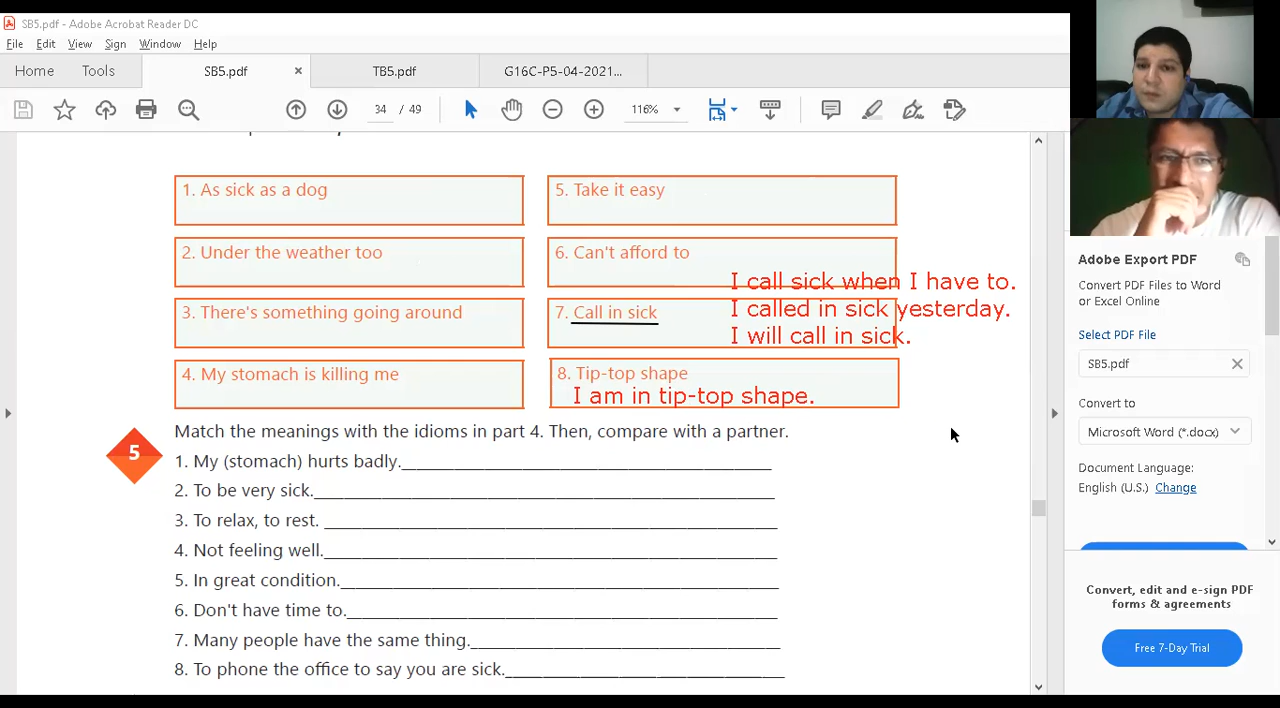 SB5.pdf - Adobe Acrobat Reader DC
File Edit View Sign Window Help
Home Tools SB5.pdf × TB5.pdf G16C-P5-04-2021...
34 / 49 116%
1. As sick as a dog
5. Take it easy
2. Under the weather too
6. Can't afford to
I call sick when I have to.
3. There's something going around
7. Call in sick
I called in sick yesterday.
I will call in sick.
4. My stomach is killing me
8. Tip-top shape
I am in tip-top shape.
5
Match the meanings with the idioms in part 4. Then, compare with a partner.
1. My (stomach) hurts badly.
2. To be very sick.
3. To relax, to rest.
4. Not feeling well.
5. In great condition.
6. Don't have time to.
7. Many people have the same thing.
8. To phone the office to say you are sick.
Adobe Export PDF
Convert PDF Files to Word
or Excel Online
Select PDF File
SB5.pdf
Convert to
Microsoft Word (*.docx)
Document Language:
English (U.S.) Change
Convert, edit and e-sign PDF
forms & agreements
Free 7-Day Trial